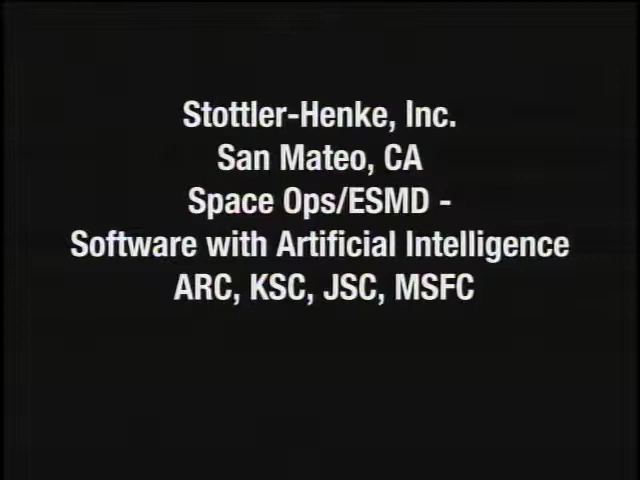 Stottler-Henke, Inc.
San Mateo, CA
Space Ops/ESMD -
Software with Artificial Intelligence
ARC, KSC, JSC, MSFC